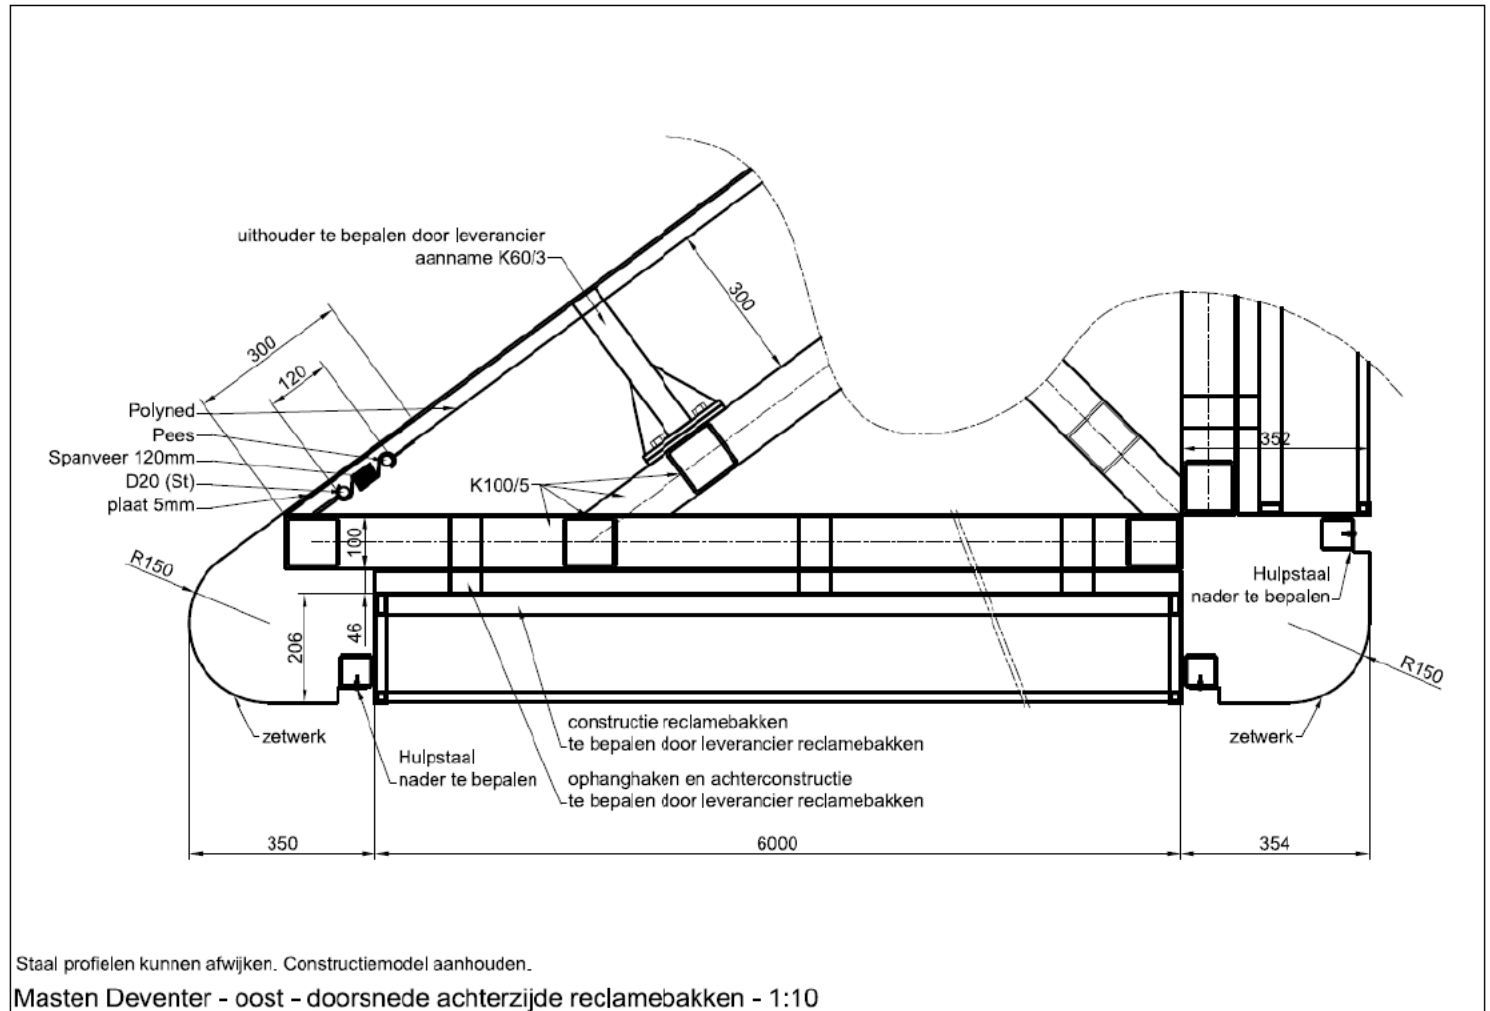 uithouder te bepalen door leverancier
aanname K60/3
300
300
120
Polyned
Pees
Spanveer 120mm
D20 (St)
plaat 5mm
K100/5
352
100
R150
Hulpstaal
nader te bepalen
206
46
R150
zetwerk
Hulpstaal
nader te bepalen
constructie reclamebakken
te bepalen door leverancier reclamebakken
ophanghaken en achterconstructie
te bepalen door leverancier reclamebakken
zetwerk
350
6000
354
Staal profielen kunnen afwijken. Constructiemodel aanhouden.
Masten Deventer - oost - doorsnede achterzijde reclamebakken - 1:10